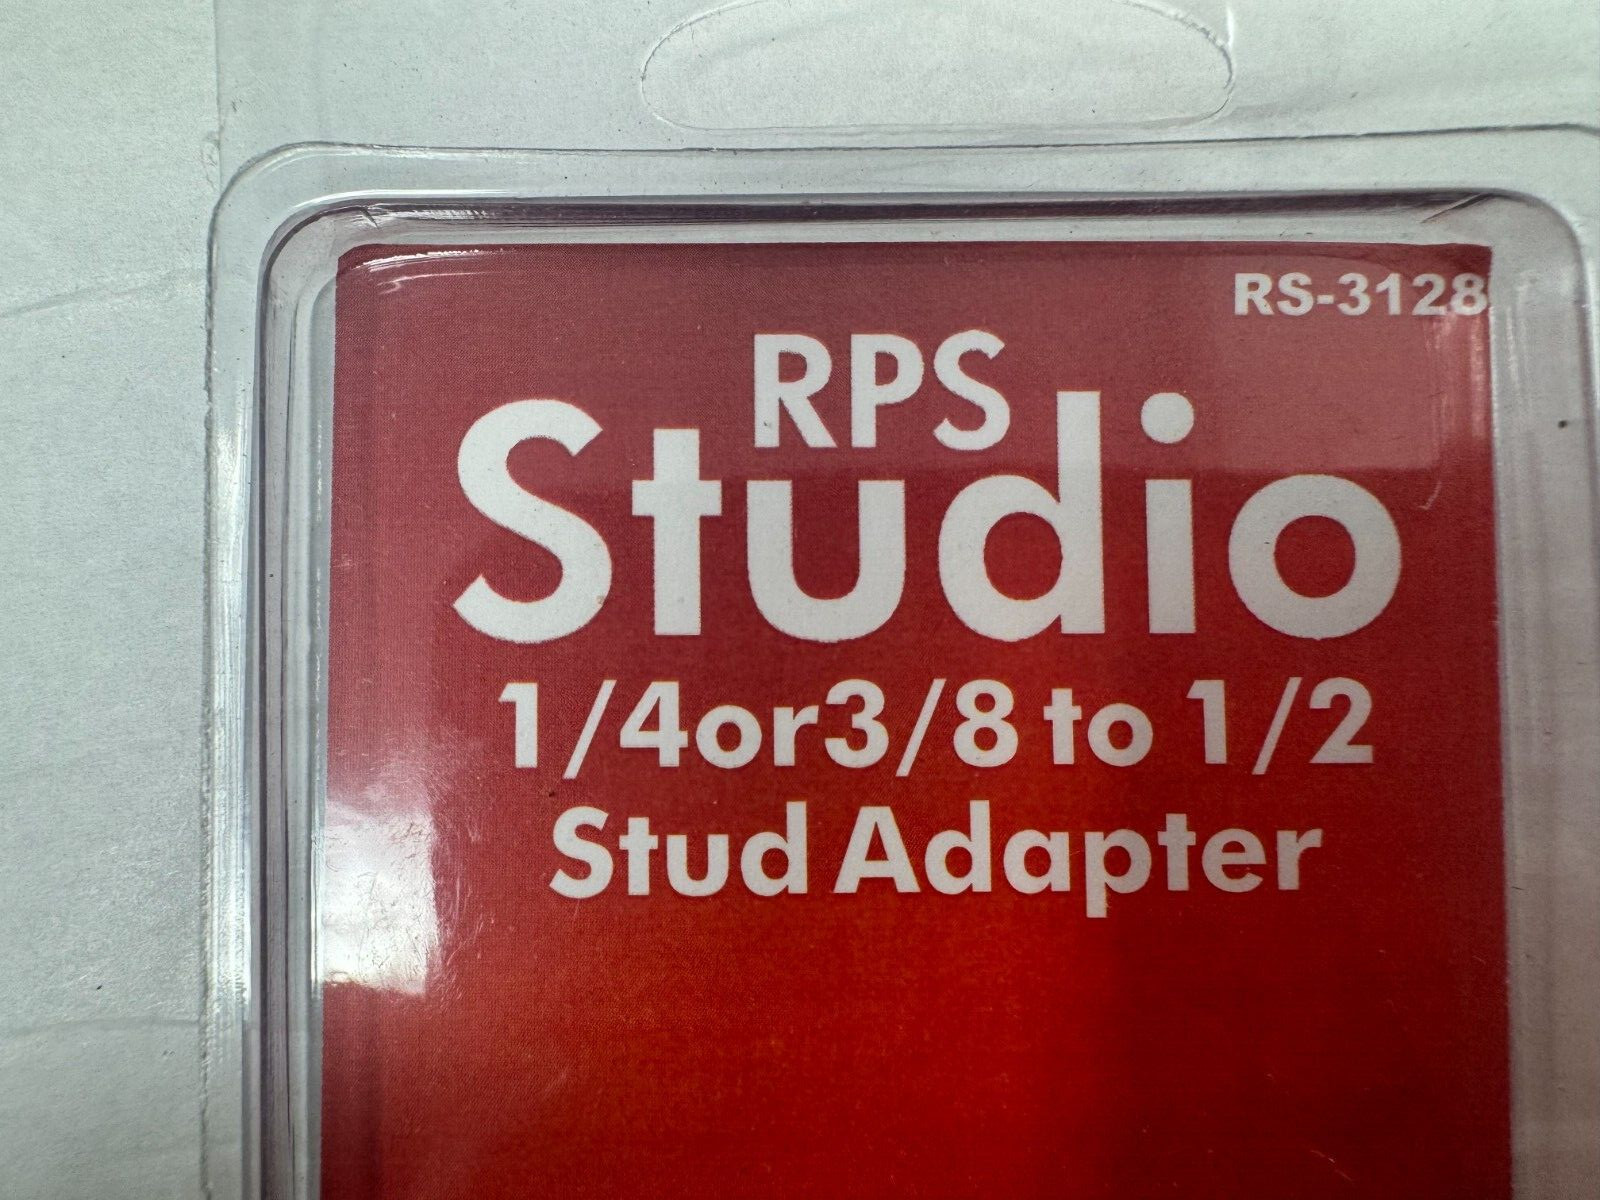 RS-3128
RPS
Studio
1/4or3/8 to 1/2
Stud Adapter